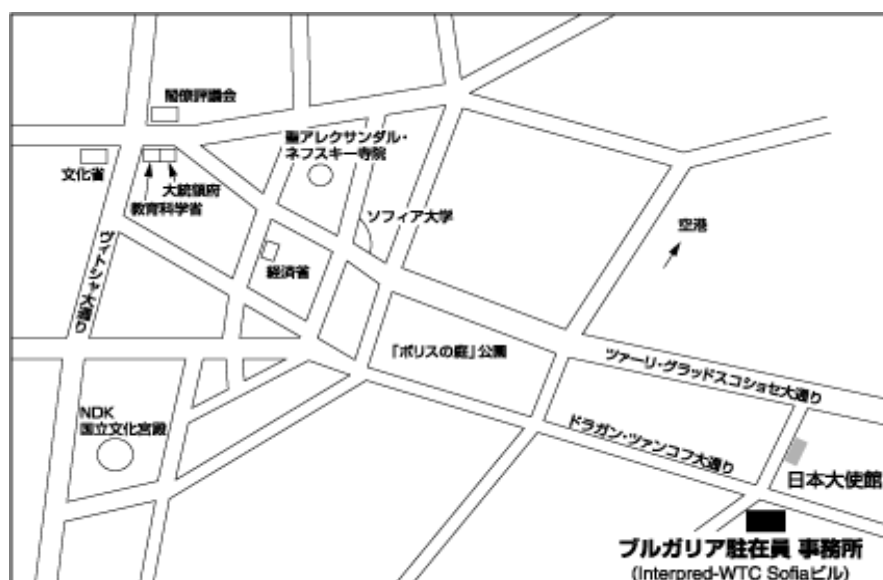 閣僚評議会
聖アレクサンダル・
ネフスキー寺院
文化省
大統領府
教育科学省
ソフィア大学
空港
ヴィトシャ大通り
経済省
「ボリスの庭」公園
ツァーリ・グラッドスコショセ大通り
NDK
国立文化宮殿
ドラガン・ツァンコフ大通り
日本大使館
ブルガリア駐在員 事務所
(Interpred-WTC Sofiaビル)